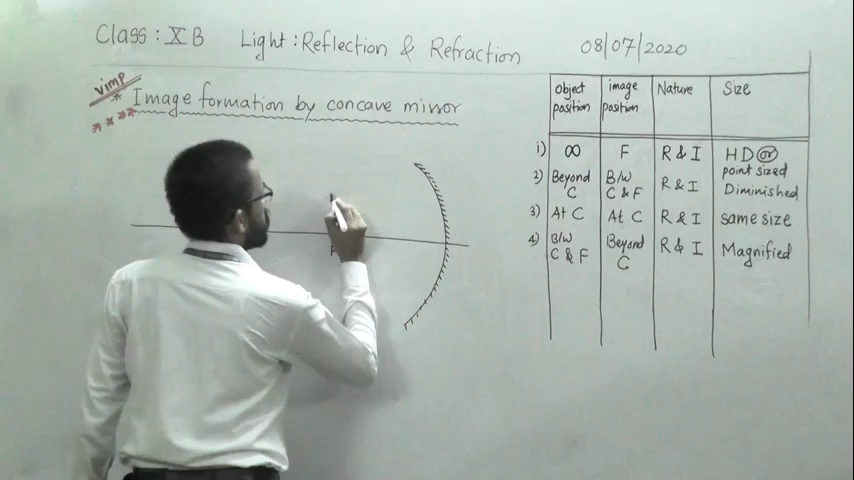 Class : X B Light : Reflection & Refraction 08/07/2020
VIMP
Image formation by concave mirror
object position image position Nature Size
1) ∞ F R & I HD or point sized
2) Beyond C B/w C & F R & I Diminished
3) At C At C R & I same size
4) B/w C & F Beyond C R & I Magnified